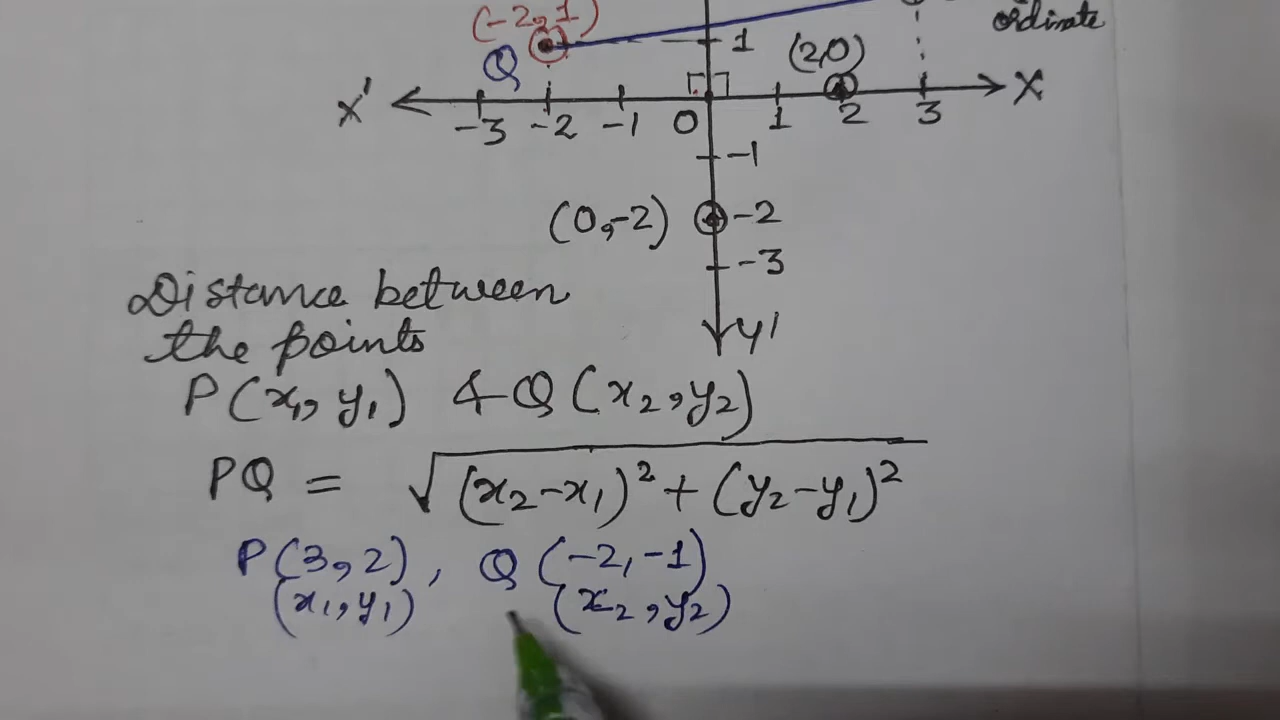 (-2,1)
ordinate
1
(2,0)
Q
X' -3 -2 -1 0 1 2 3 X
-1
(0,-2) -2
-3
y'
Distance between
the points
P(x₁, y₁) & Q(x₂, y₂)
PQ = √(x₂-x₁)² + (y₂-y₁)²
P(3,2), Q(-2,-1)
(x₁, y₁) (x₂, y₂)